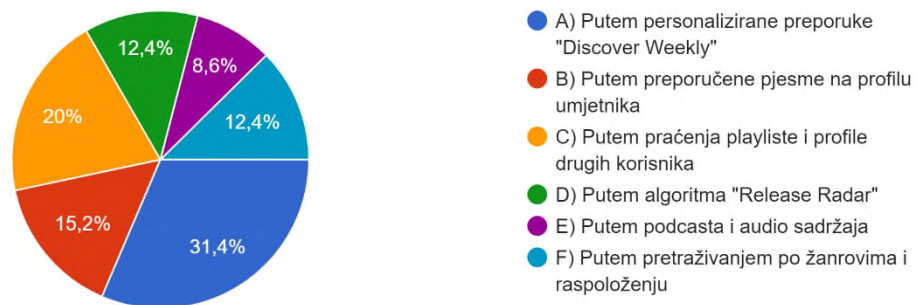 12,4%
8,6%
20%
12,4%
15,2%
31,4%
A) Putem personalizirane preporuke
"Discover Weekly"
B) Putem preporučene pjesme na profilu
umjetnika
C) Putem praćenja playliste i profile
drugih korisnika
D) Putem algoritma "Release Radar"
E) Putem podcasta i audio sadržaja
F) Putem pretraživanjem po žanrovima i
raspoloženju